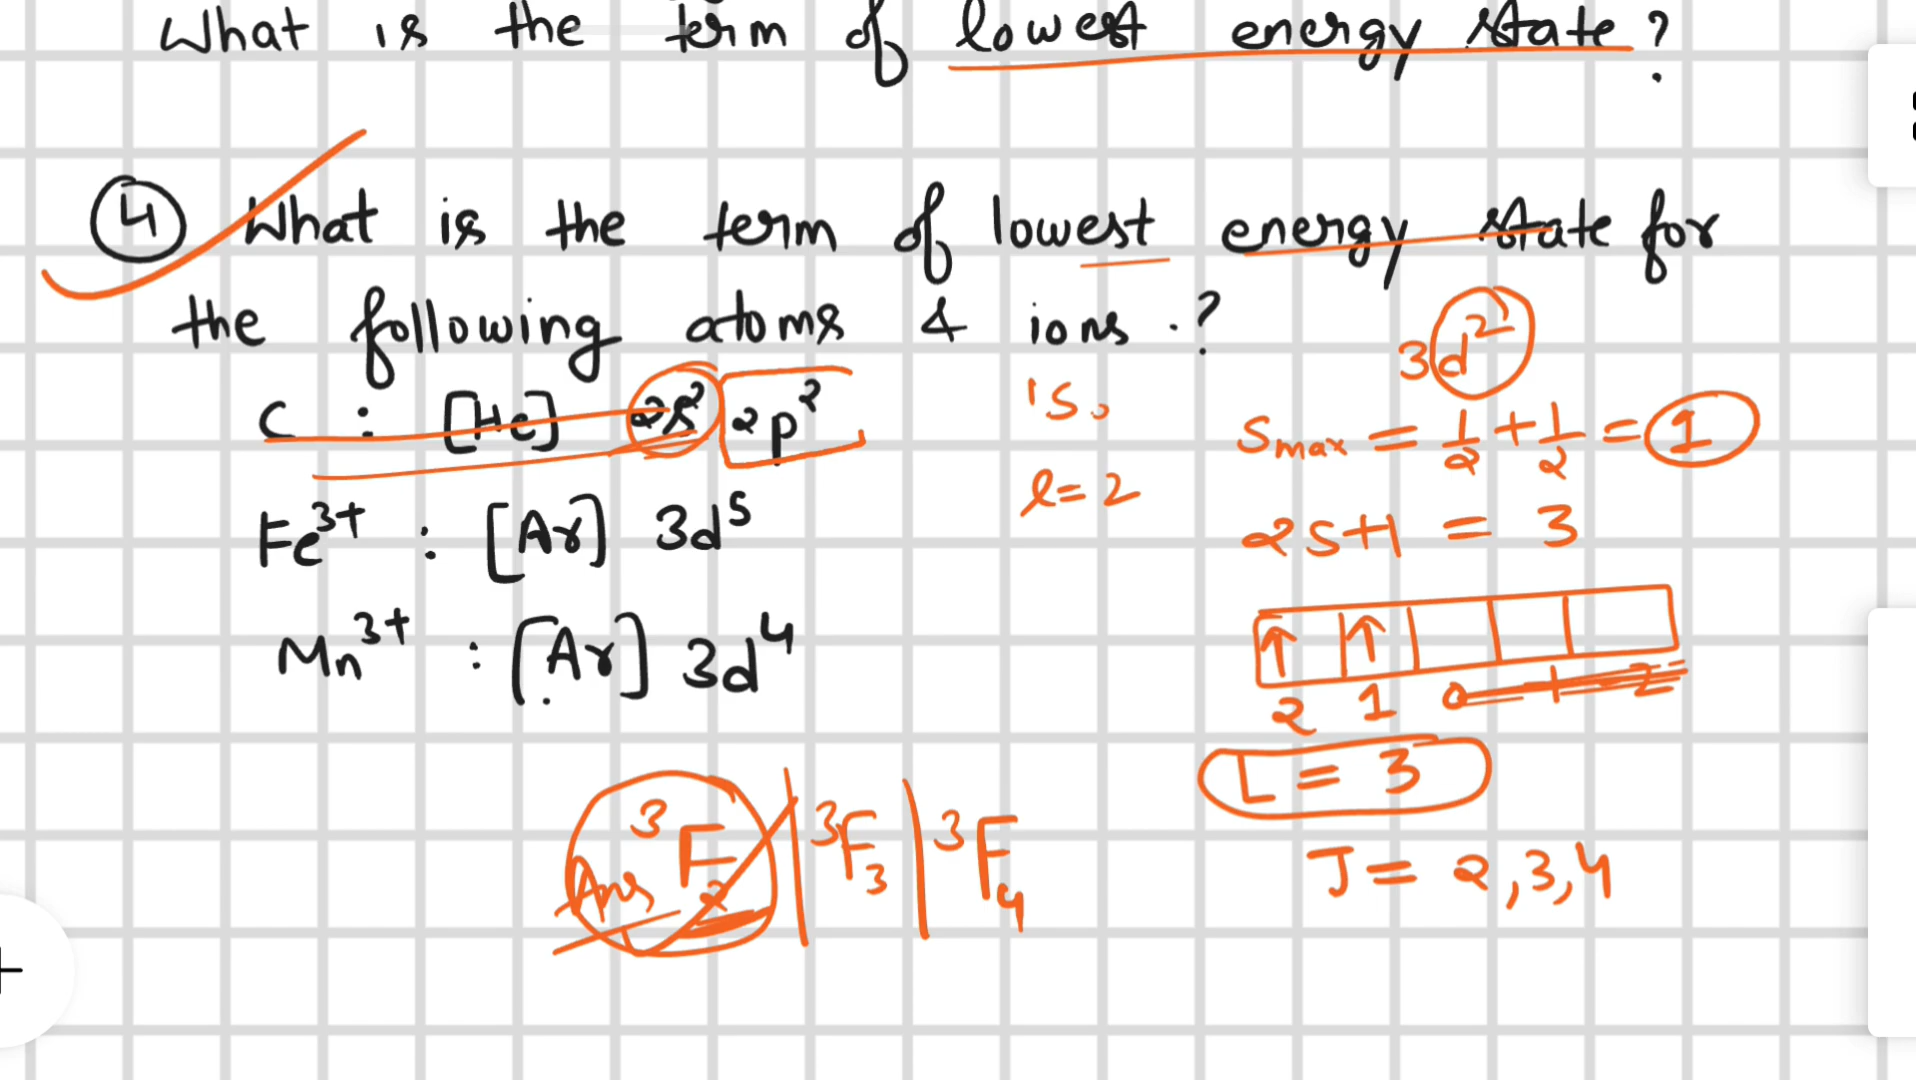 What is the term of lowest energy state?
④ What is the term of lowest energy state for
the following atoms & ions.?
3d²
C : [He] 2s² 2p²
¹S₀
Smax = 1/2 + 1/2 = 1
l = 2
Fe³⁺ : [Ar] 3d⁵
2S+1 = 3
Mn³⁺ : [Ar] 3d⁴
↑ ↑
2 1 0 -1 -2
L = 3
³F₂ | ³F₃ | ³F₄
Ans
J = 2,3,4